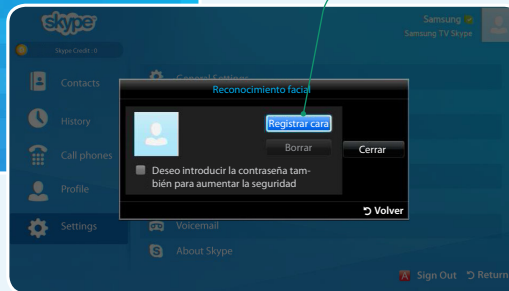 skype
Samsung
Samsung TV Skype
Skype Credit : 0
Contacts
General Settings
Reconocimiento facial
Registrar cara
History
Borrar
Cerrar
Call phones
Deseo introducir la contraseña tam-
bién para aumentar la seguridad
Profile
Volver
Settings
Voicemail
About Skype
A Sign Out Return